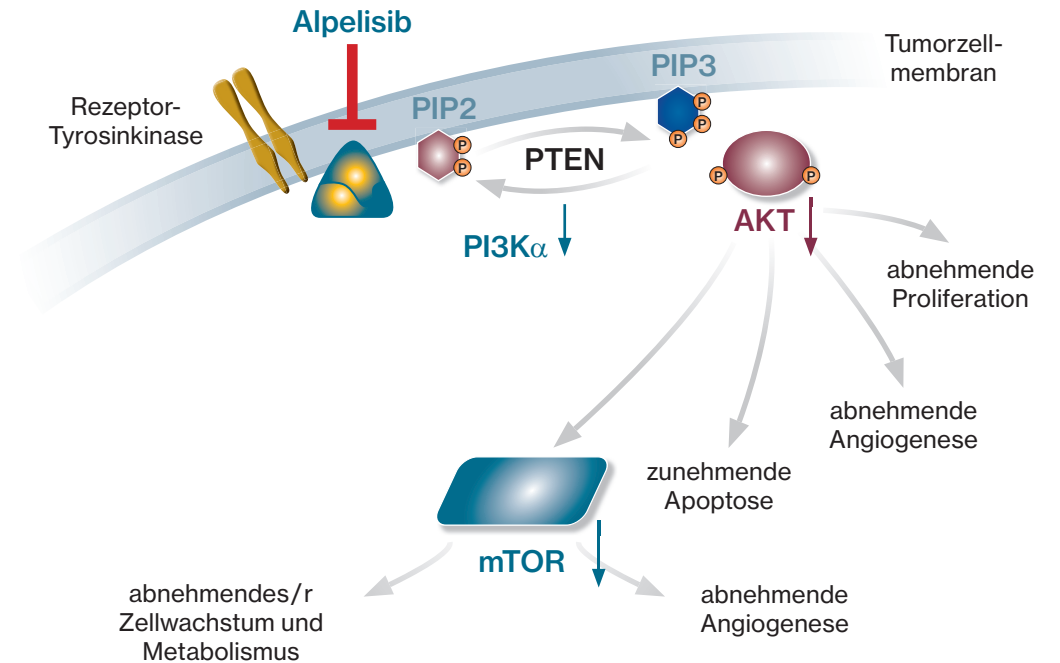 Alpelisib
Tumorzell-
membran
PIP3
Rezeptor-
Tyrosinkinase
PIP2
P
P
P
P
P
PTEN
P
P
AKT
PI3Kα
abnehmende
Proliferation
abnehmende
Angiogenese
zunehmende
Apoptose
mTOR
abnehmendes/r
Zellwachstum und
Metabolismus
abnehmende
Angiogenese